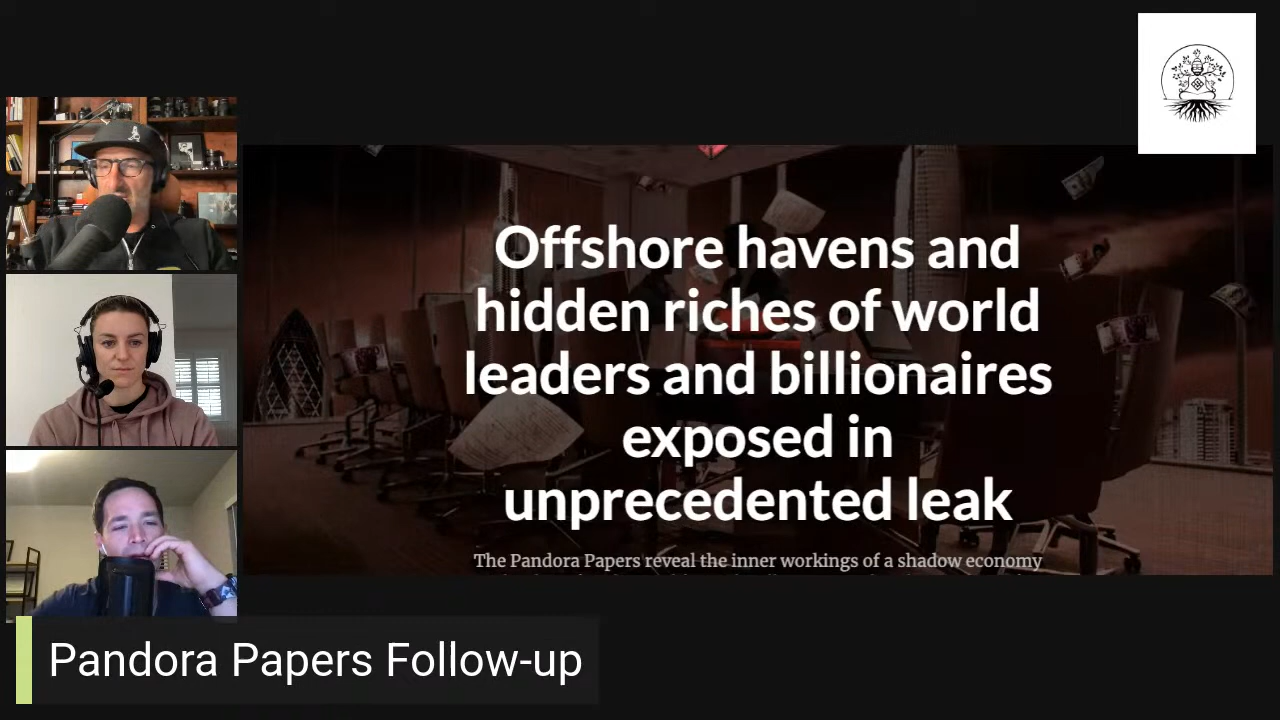 Offshore havens and
hidden riches of world
leaders and billionaires
exposed in
unprecedented leak
The Pandora Papers reveal the inner workings of a shadow economy
Pandora Papers Follow-up